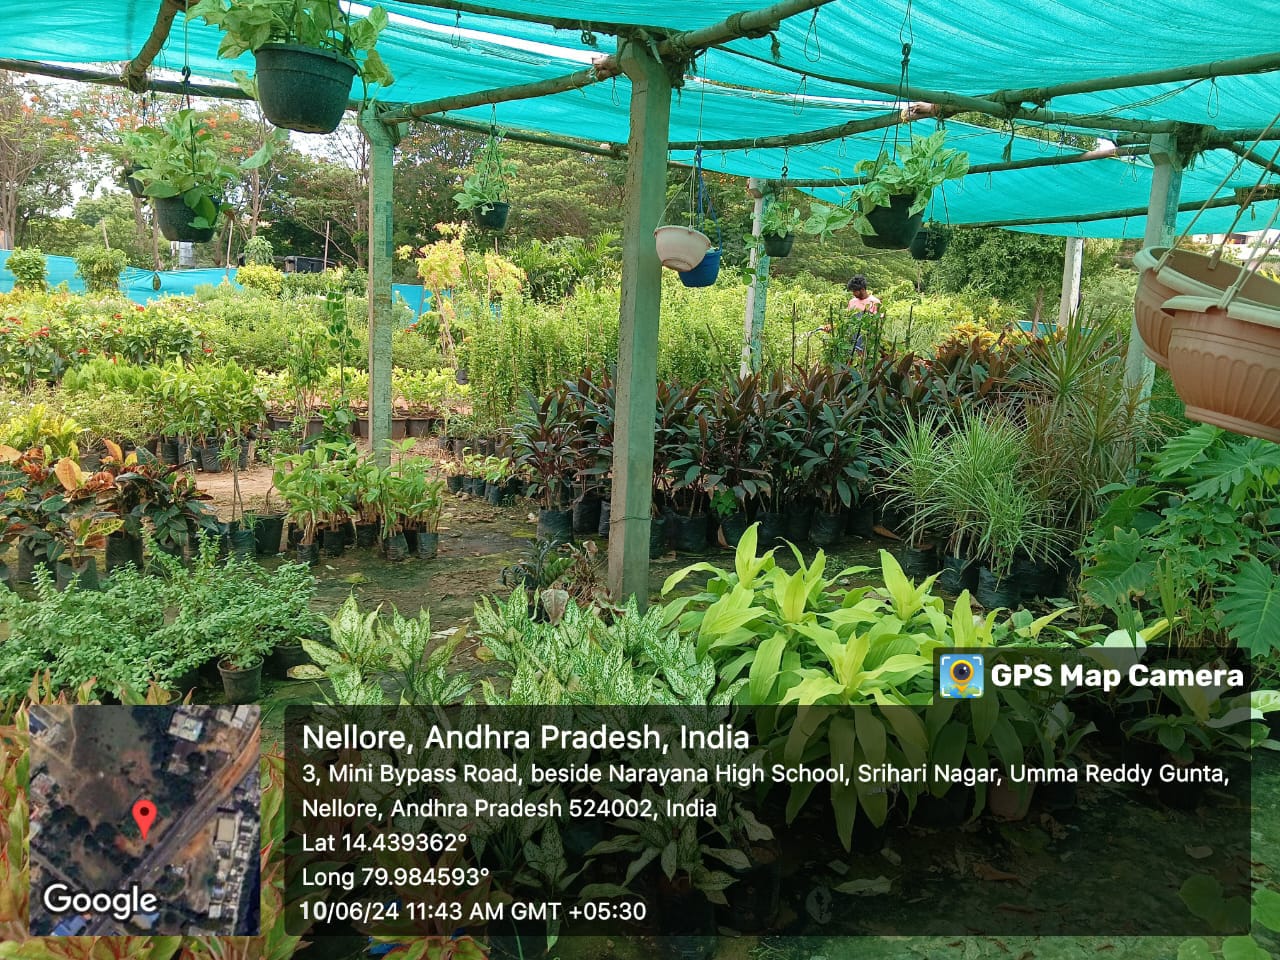 GPS Map Camera
Nellore, Andhra Pradesh, India
3, Mini Bypass Road, beside Narayana High School, Srihari Nagar, Umma Reddy Gunta,
Nellore, Andhra Pradesh 524002, India
Lat 14.439362°
Long 79.984593°
10/06/24 11:43 AM GMT +05:30
Google